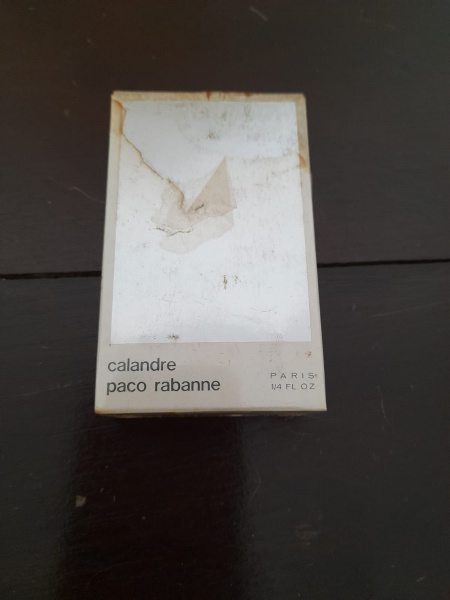 calandre
paco rabanne
PARIS
1/4 FL. OZ